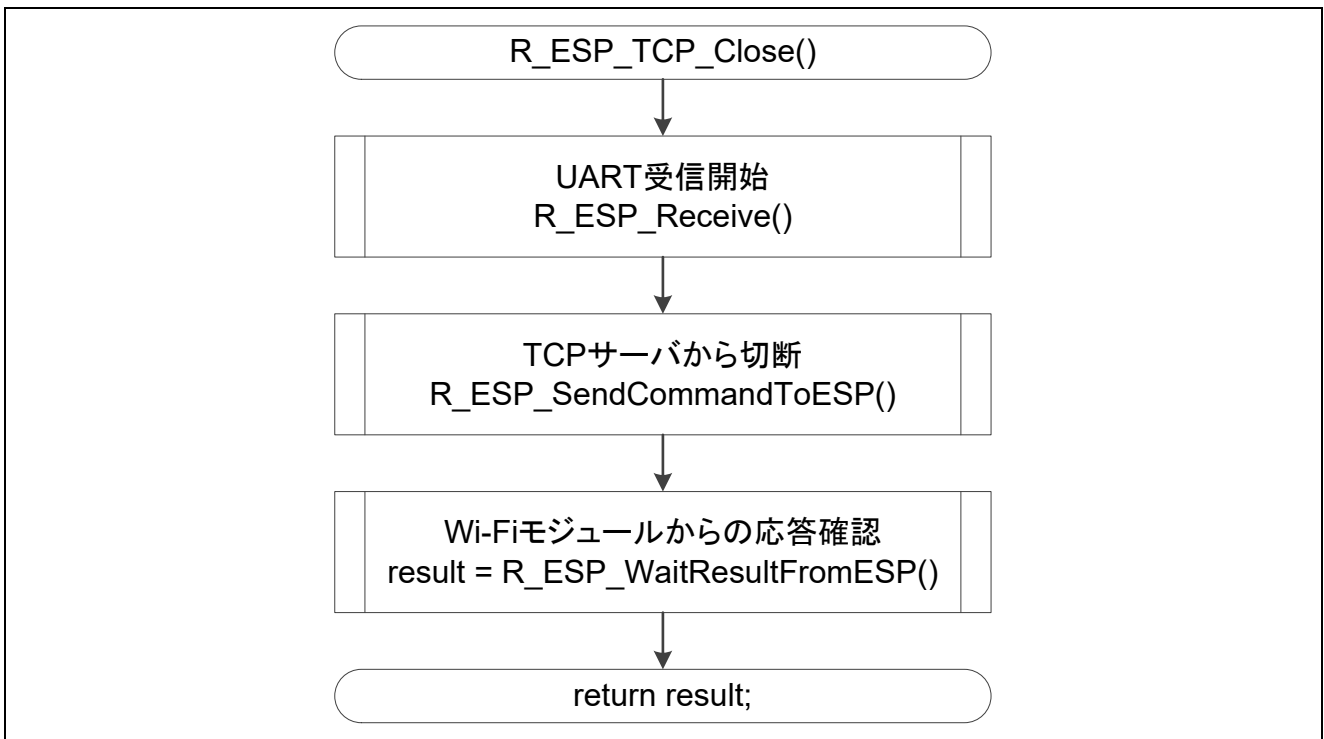 R_ESP_TCP_Close()
UART受信開始
R_ESP_Receive()
TCPサーバから切断
R_ESP_SendCommandToESP()
Wi-Fiモジュールからの応答確認
result = R_ESP_WaitResultFromESP()
return result;